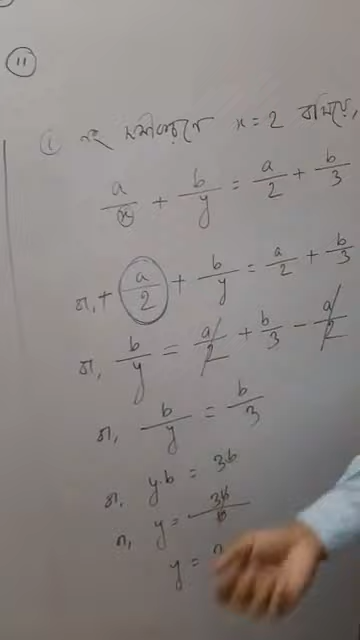 11
i নং সমীকরণে x = 2 বসিয়ে,
a/x + b/y = a/2 + b/3
বা, + a/2 + b/y = a/2 + b/3
বা, b/y = a/2 + b/3 - a/2
বা, b/y = b/3
বা, y.b = 3b
বা, y = 3b/b
y =